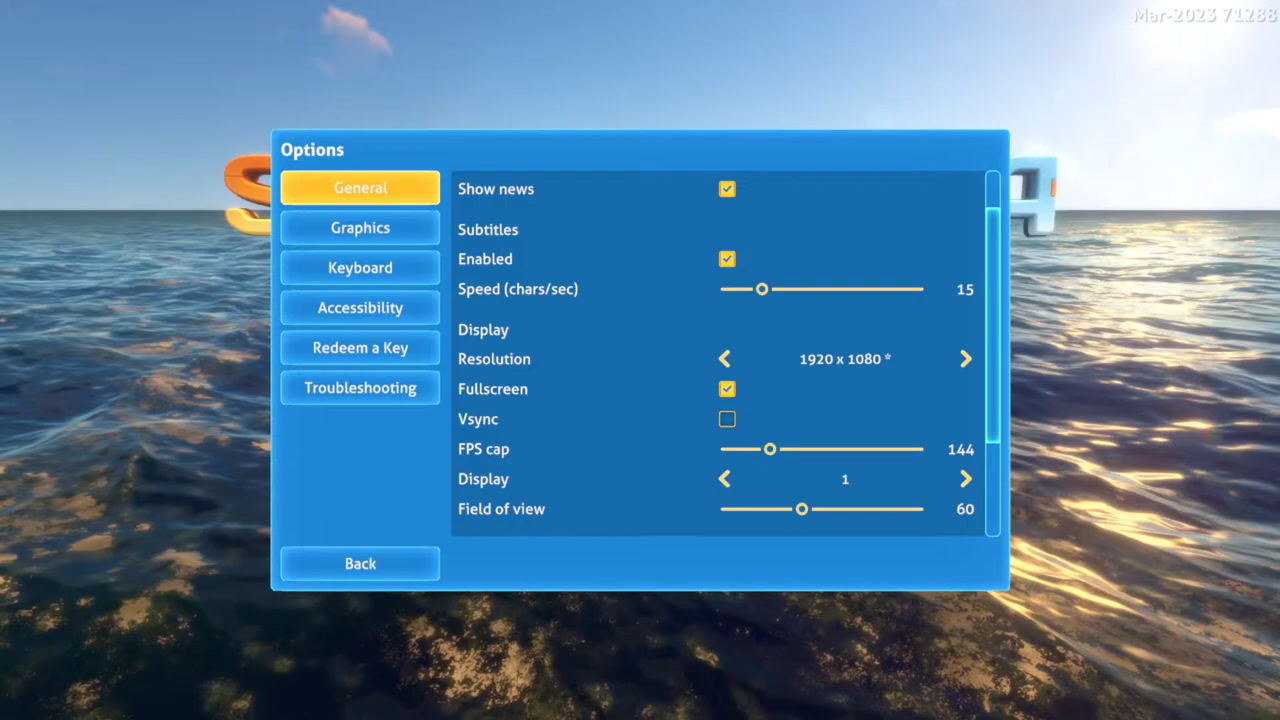 Mar-2023 71288
Options
General
Graphics
Keyboard
Accessibility
Redeem a Key
Troubleshooting
Back
Show news
Subtitles
Enabled
Speed (chars/sec) 15
Display
Resolution 1920 x 1080 *
Fullscreen
Vsync
FPS cap 144
Display 1
Field of view 60